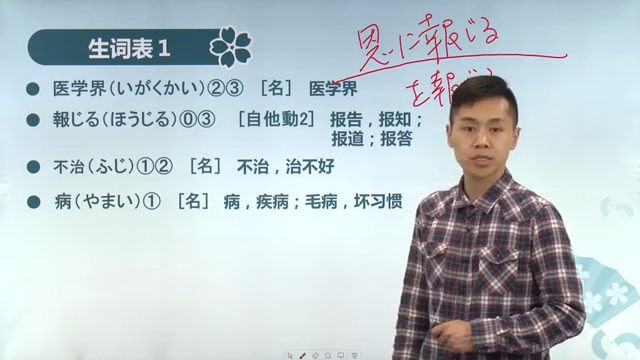 生词表1
恩に報じる
を報じ
医学界（いがくかい）②③ ［名］ 医学界
報じる（ほうじる）⓪③ ［自他動2］ 报告，报知；
报道；报答
不治（ふじ）①② ［名］ 不治，治不好
病（やまい）① ［名］ 病，疾病；毛病，坏习惯